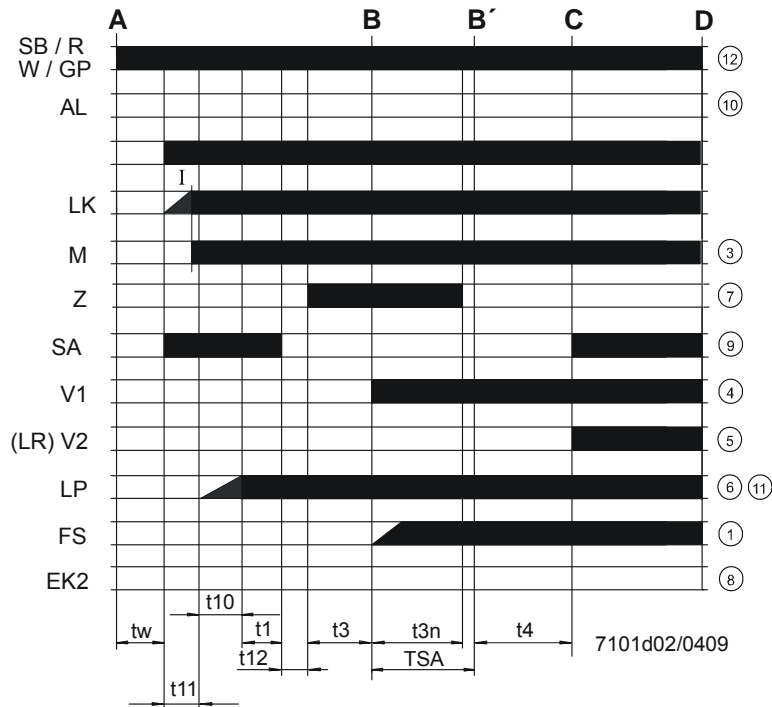 A B B´ C D
SB / R
W / GP 12
AL 10
I
LK
M 3
Z 7
SA 9
V1 4
(LR) V2 5
LP 6 11
FS 1
EK2 8
t10
tw t1 t3 t3n t4 7101d02/0409
t12 TSA
t11